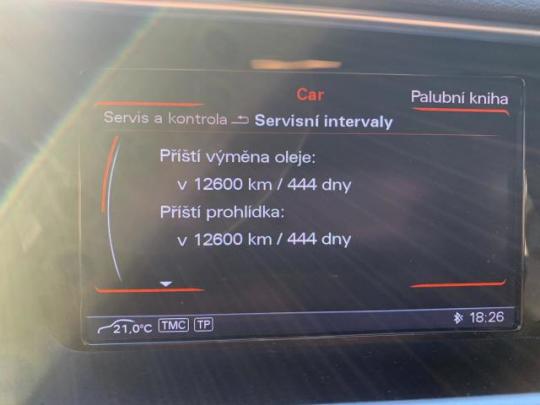 Car
Palubní kniha
Servis a kontrola Servisní intervaly
Příští výměna oleje:
v 12600 km / 444 dny
Příští prohlídka:
v 12600 km / 444 dny
21,0°C TMC TP 18:26